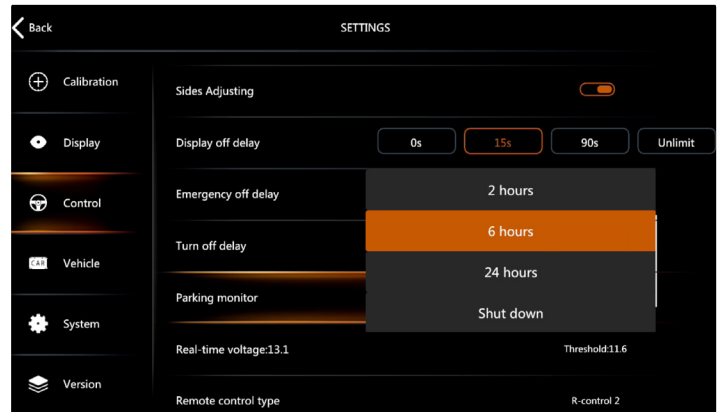 Back
SETTINGS
Calibration
Display
Control
CAR
Vehicle
System
Version
Sides Adjusting
Display off delay
0s
15s
90s
Unlimit
Emergency off delay
Turn off delay
Parking monitor
2 hours
6 hours
24 hours
Shut down
Real-time voltage:13.1
Threshold:11.6
Remote control type
R-control 2